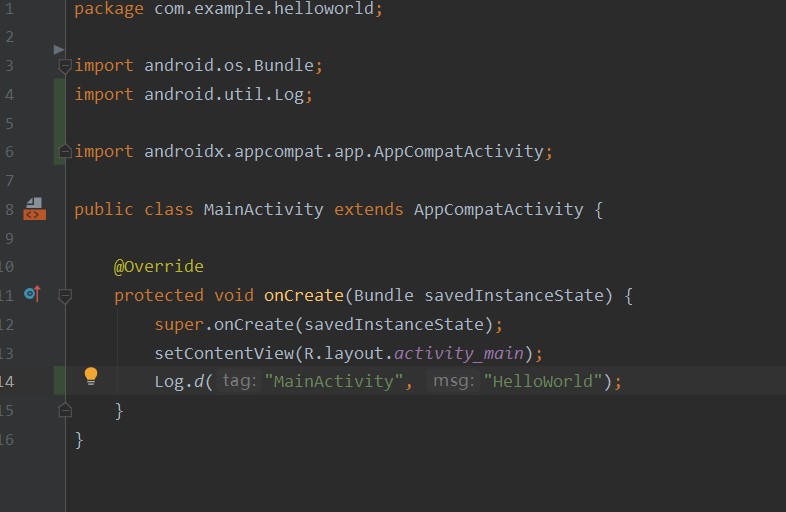 1 package com.example.helloworld;
2
3 import android.os.Bundle;
4 import android.util.Log;
5
6 import androidx.appcompat.app.AppCompatActivity;
7
8 public class MainActivity extends AppCompatActivity {
9
10 @Override
11 protected void onCreate(Bundle savedInstanceState) {
12 super.onCreate(savedInstanceState);
13 setContentView(R.layout.activity_main);
14 Log.d( tag: "MainActivity", msg: "HelloWorld");
15 }
16 }